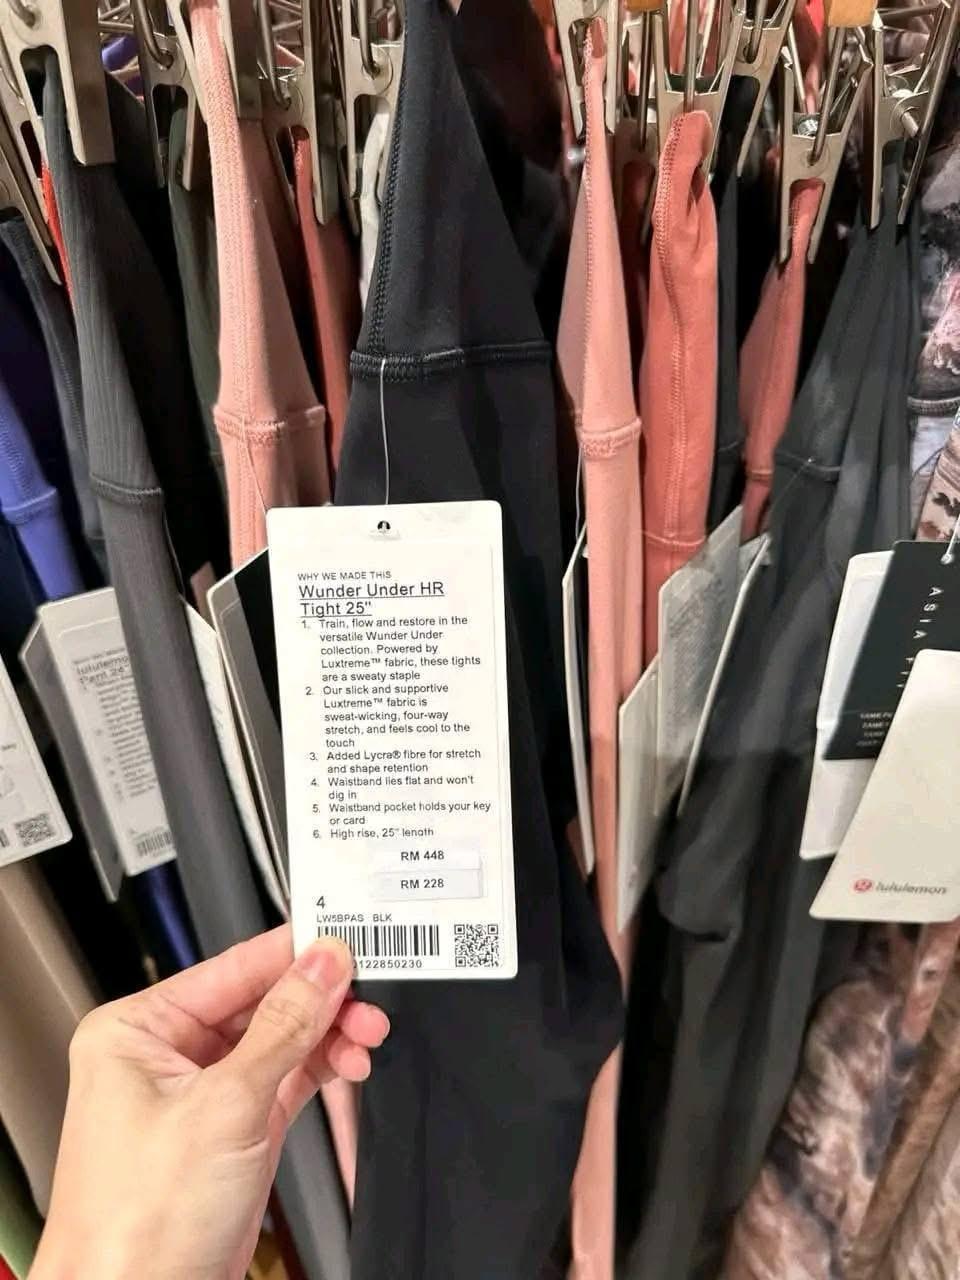 WHY WE MADE THIS
Wunder Under HR
Tight 25"
1. Train, flow and restore in the
versatile Wunder Under
collection. Powered by
Luxtreme™ fabric, these tights
are a sweaty staple
2. Our slick and supportive
Luxtreme™ fabric is
sweat-wicking, four-way
stretch, and feels cool to the
touch
3. Added Lycra® fibre for stretch
and shape retention
4. Waistband lies flat and won't
dig in
5. Waistband pocket holds your key
or card
6. High rise, 25" length
RM 448
RM 228
4
LW5BPAS BLK
0122850230
lululemon
ASIA FIT
lululemon